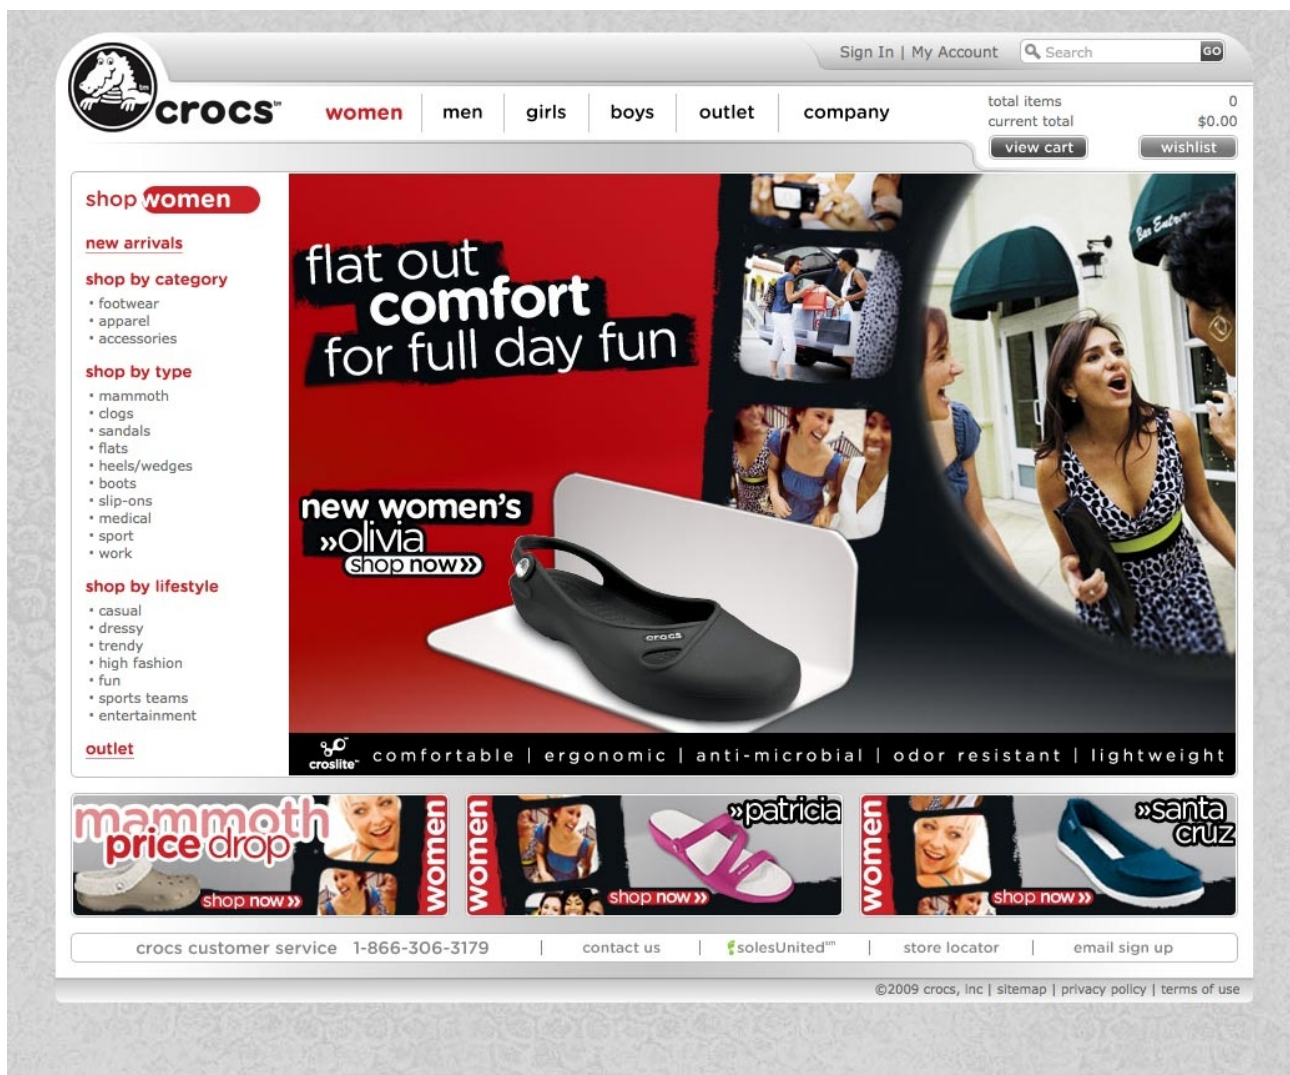 Sign In | My Account
Search
GO
crocs™
women
men
girls
boys
outlet
company
total items 0
current total $0.00
view cart
wishlist
shop women
new arrivals
shop by category
• footwear
• apparel
• accessories
shop by type
• mammoth
• clogs
• sandals
• flats
• heels/wedges
• boots
• slip-ons
• medical
• sport
• work
shop by lifestyle
• casual
• dressy
• trendy
• high fashion
• fun
• sports teams
• entertainment
outlet
flat out
comfort
for full day fun
new women's
»olivia
shop now»
crocs
Bar
croslite™
comfortable | ergonomic | anti-microbial | odor resistant | lightweight
mammoth
price drop
shop now»
women
women
»patricia
shop now»
women
»santa
cruz
shop now»
crocs customer service 1-866-306-3179 | contact us | solesUnited℠ | store locator | email sign up
©2009 crocs, inc | sitemap | privacy policy | terms of use